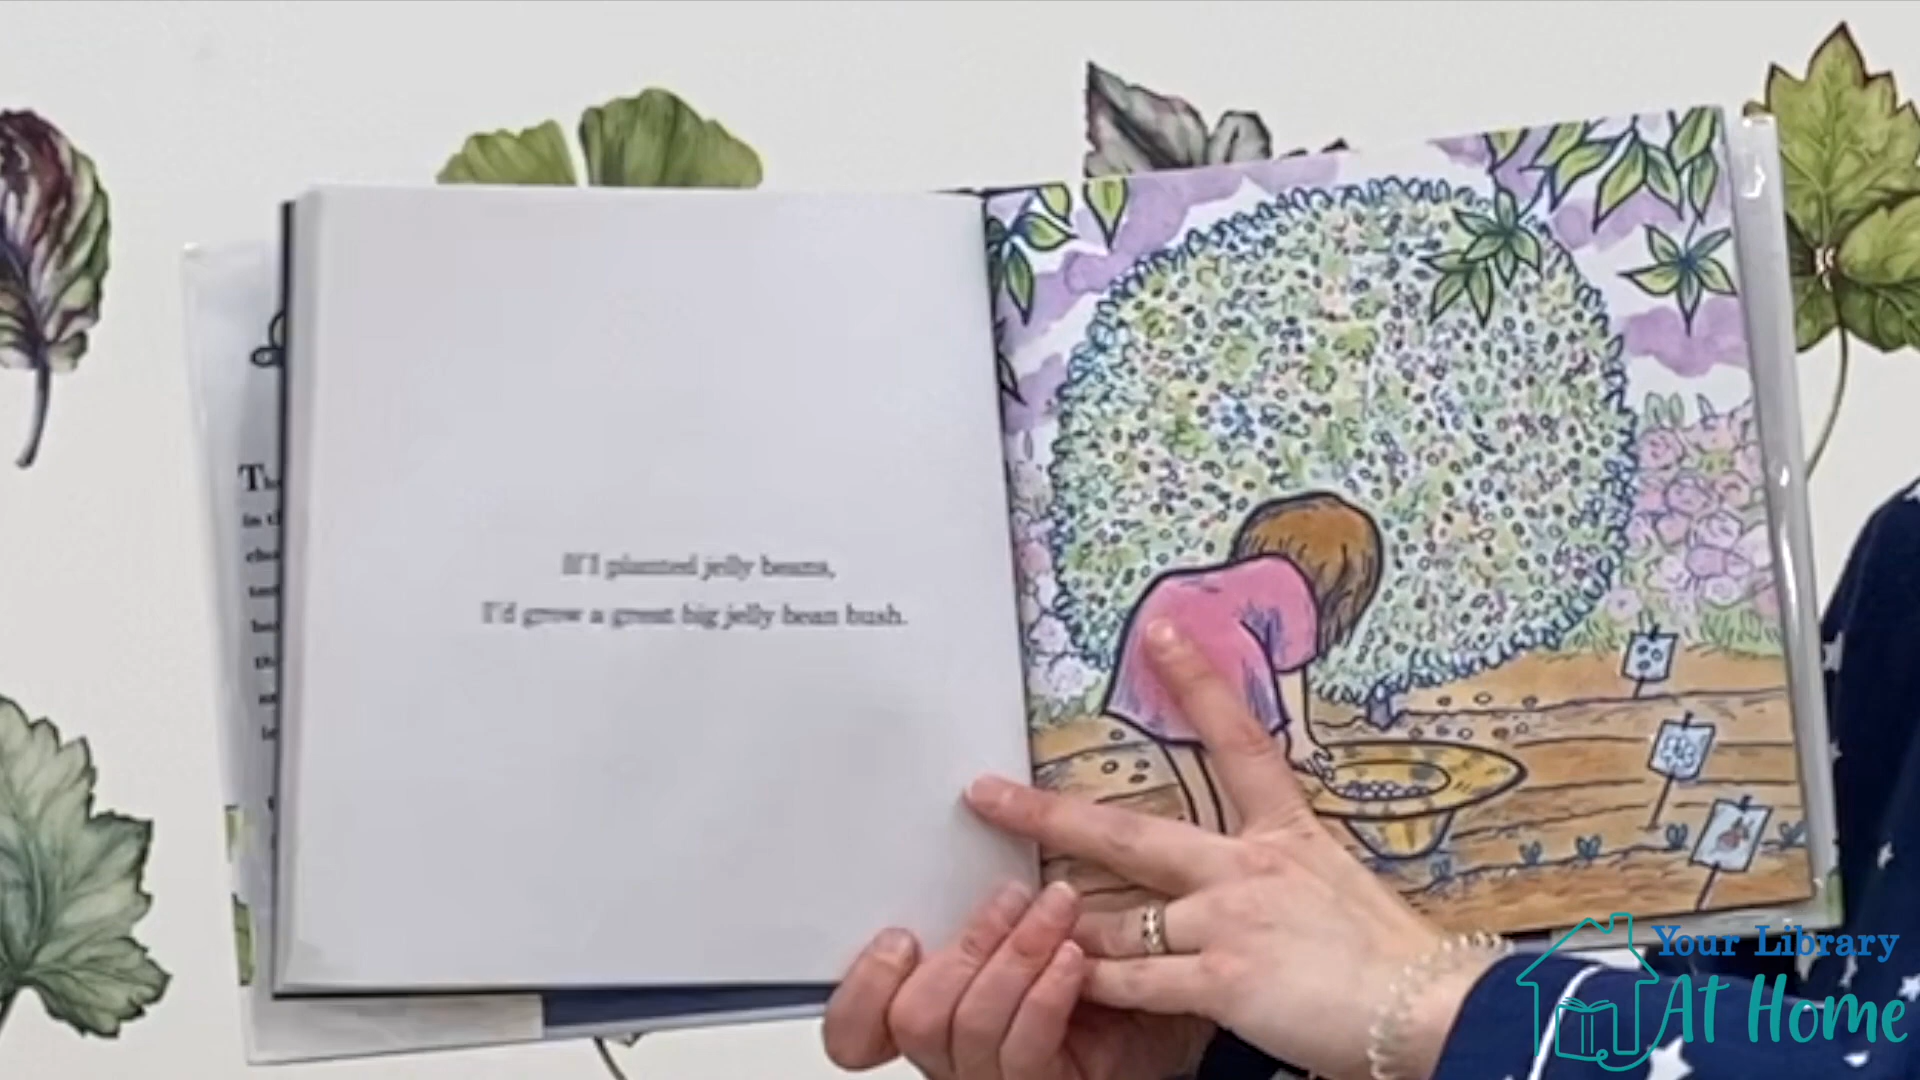 If I planted jelly beans,
I'd grow a great big jelly bean bush.
Your Library
At Home